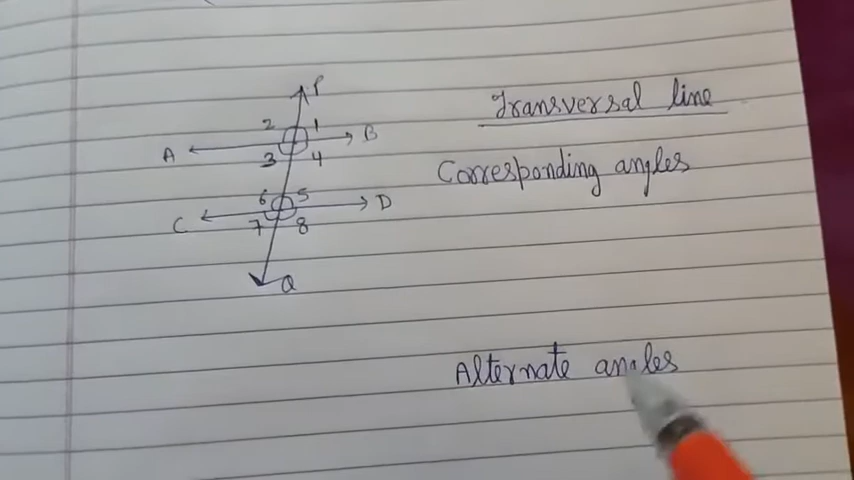 P
Transversal line
2 1
A B
3 4
Corresponding angles
6 5
C D
7 8
Q
Alternate angles